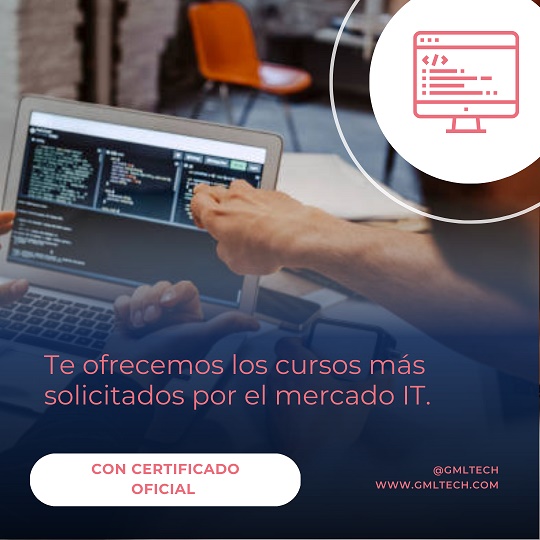 </>
Te ofrecemos los cursos más
solicitados por el mercado IT.
CON CERTIFICADO
OFICIAL
@GMLTECH
WWW.GMLTECH.COM